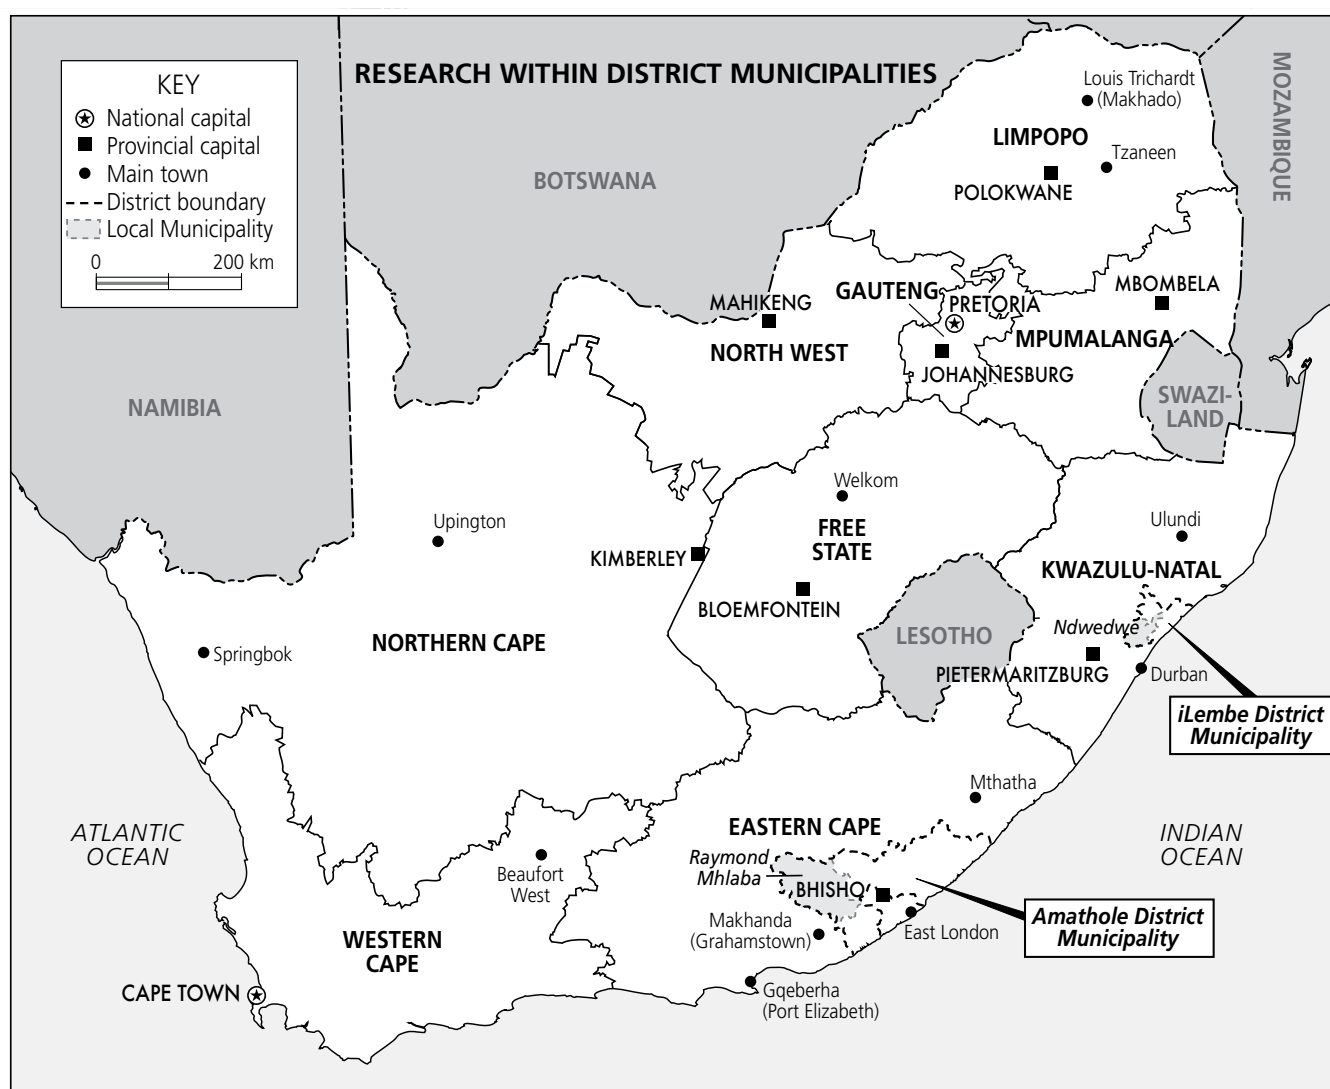 RESEARCH WITHIN DISTRICT MUNICIPALITIES
KEY
National capital
Provincial capital
Main town
District boundary
Local Municipality
0 200 km
Louis Trichardt
(Makhado)
LIMPOPO
Tzaneen
POLOKWANE
MOZAMBIQUE
BOTSWANA
MAHIKENG
GAUTENG
PRETORIA
MBOMBELA
NORTH WEST
MPUMALANGA
JOHANNESBURG
NAMIBIA
SWAZI-
LAND
Welkom
Upington
FREE
STATE
Ulundi
KIMBERLEY
KWAZULU-NATAL
BLOEMFONTEIN
Ndwedwe
NORTHERN CAPE
LESOTHO
Springbok
PIETERMARITZBURG
Durban
iLembe District
Municipality
Mthatha
ATLANTIC
OCEAN
EASTERN CAPE
INDIAN
OCEAN
Raymond
Mhlaba
Beaufort
West
BHISHO
Makhanda
(Grahamstown)
East London
Amathole District
Municipality
WESTERN
CAPE
CAPE TOWN
Gqeberha
(Port Elizabeth)